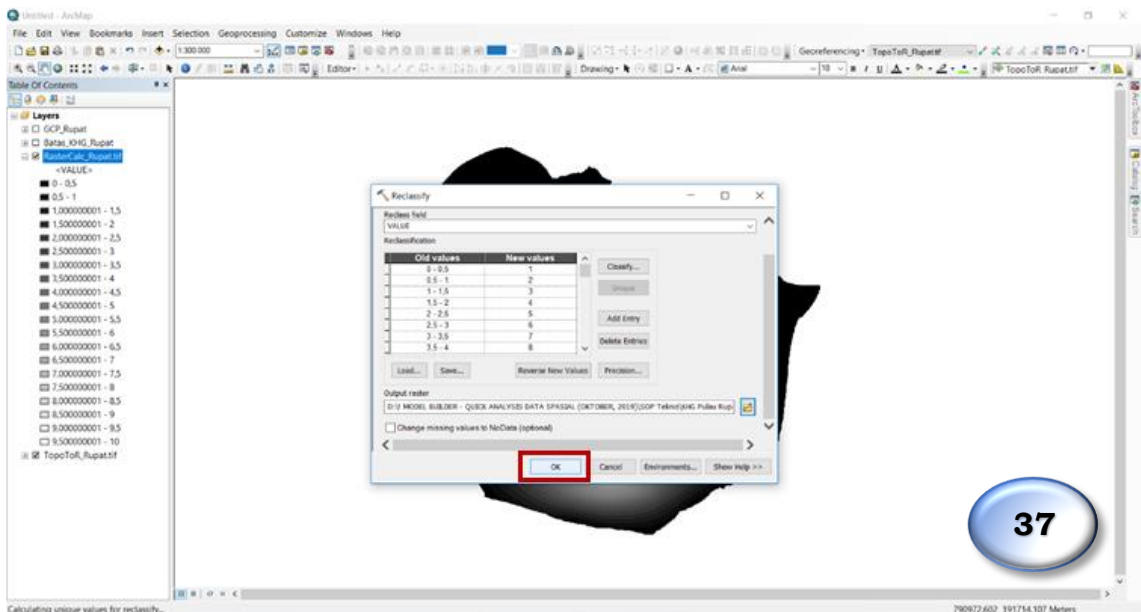 Untitled - ArcMap
File Edit View Bookmarks Insert Selection Geoprocessing Customize Windows Help
1:300 000
Georeferencing
TopoToR_Rupat.tif
Editor
Drawing
A
Arial
10
B I U A
TopoToR_Rupat.tif
Table Of Contents
Layers
GCP_Rupat
Batas_KHG_Rupat
RasterCalc_Rupat.tif
<VALUE>
0 - 0,5
0,5 - 1
1,000000001 - 1,5
1,500000001 - 2
2,000000001 - 2,5
2,500000001 - 3
3,000000001 - 3,5
3,500000001 - 4
4,000000001 - 4,5
4,500000001 - 5
5,000000001 - 5,5
5,500000001 - 6
6,000000001 - 6,5
6,500000001 - 7
7,000000001 - 7,5
7,500000001 - 8
8,000000001 - 8,5
8,500000001 - 9
9,000000001 - 9,5
9,500000001 - 10
TopoToR_Rupat.tif
Reclassify
Reclass field
VALUE
Reclassification
Old values New values
0 - 0,5 1
0,5 - 1 2
1 - 1,5 3
1,5 - 2 4
2 - 2,5 5
2,5 - 3 6
3 - 3,5 7
3,5 - 4 8
Classify...
Unique
Add Entry
Delete Entries
Load... Save... Reverse New Values Precision...
Output raster
MODEL BUILDER - QUICK ANALYSIS DATA SPASIAL (OKTOBER, 2019)\SOP Teknis\KHG Pulau Rup
Change missing values to NoData (optional)
OK Cancel Environments... Show Help >>
37
ArcToolbox
Catalog
Search
Calculating unique values for reclassify...
790972,602 191714,107 Meters